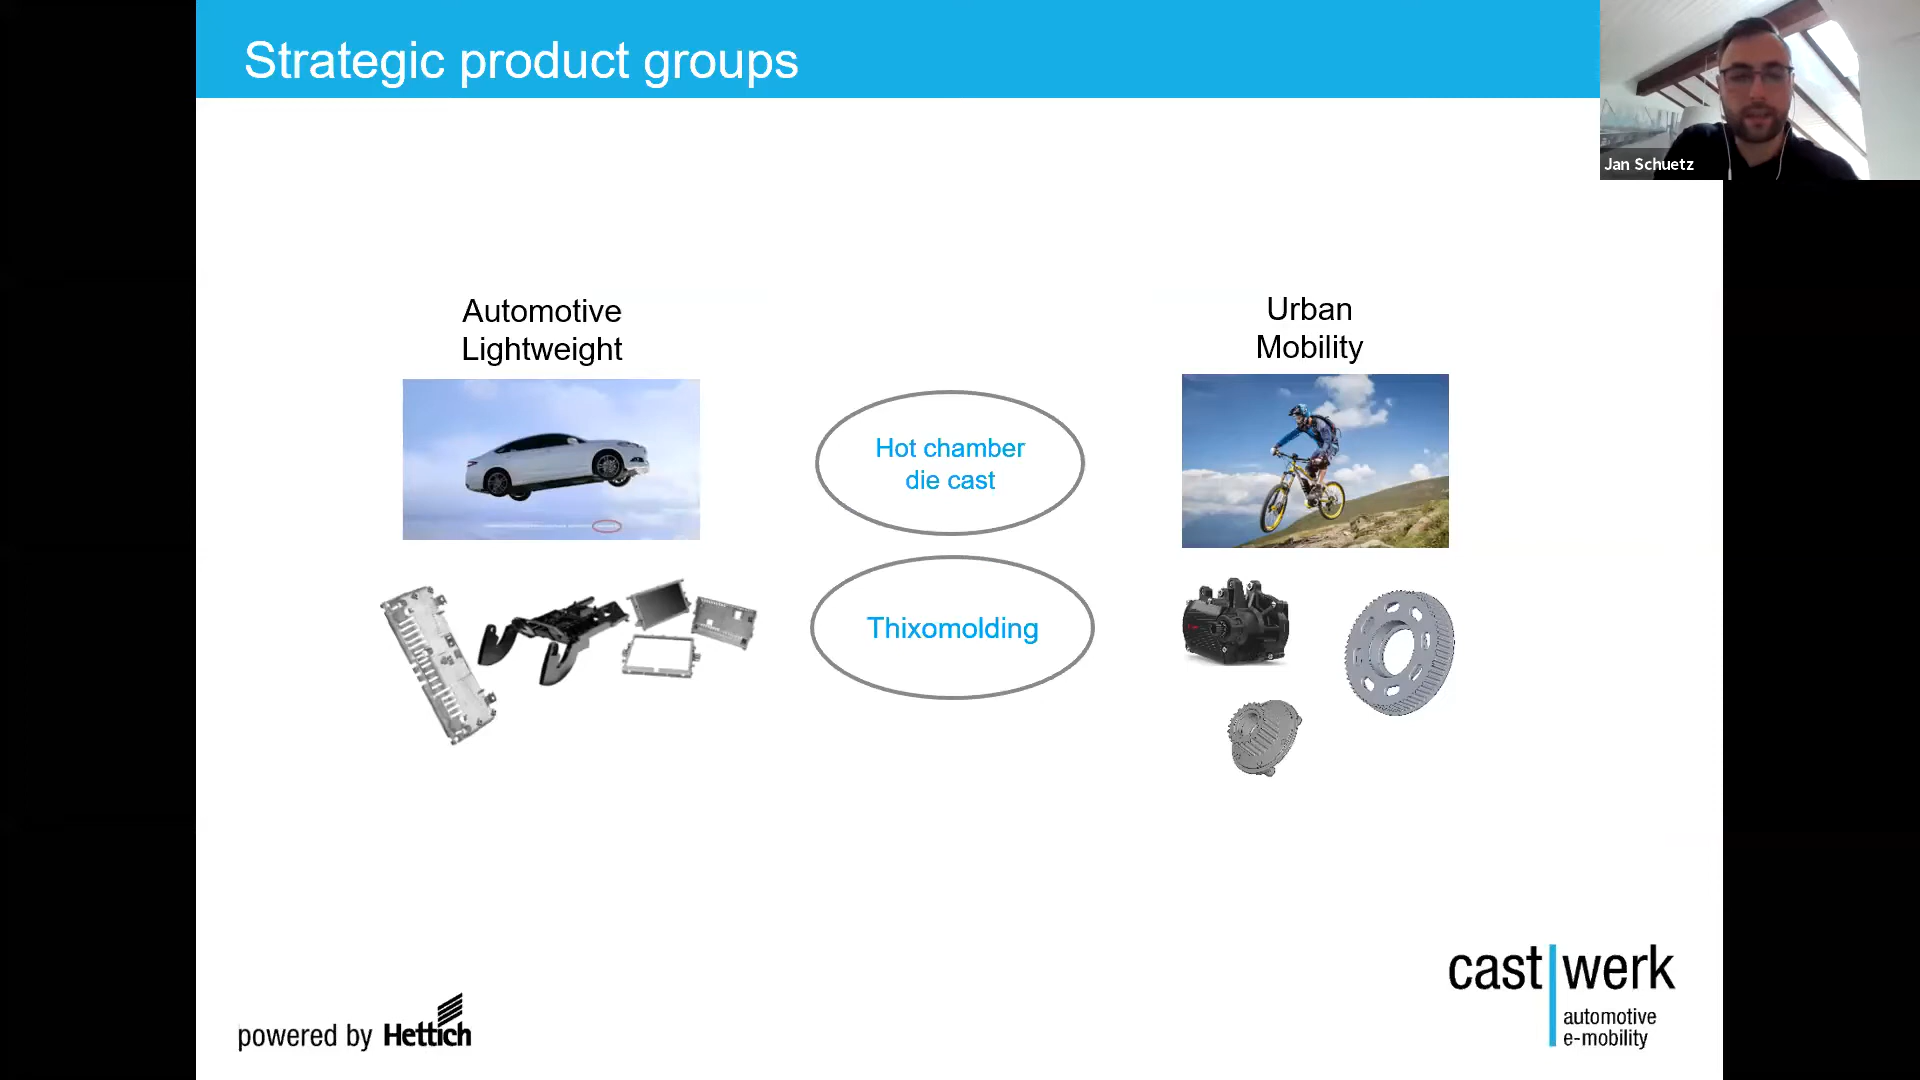 Strategic product groups
Jan Schuetz
Automotive
Lightweight
Urban
Mobility
Hot chamber
die cast
Thixomolding
powered by Hettich
cast werk
automotive
e-mobility